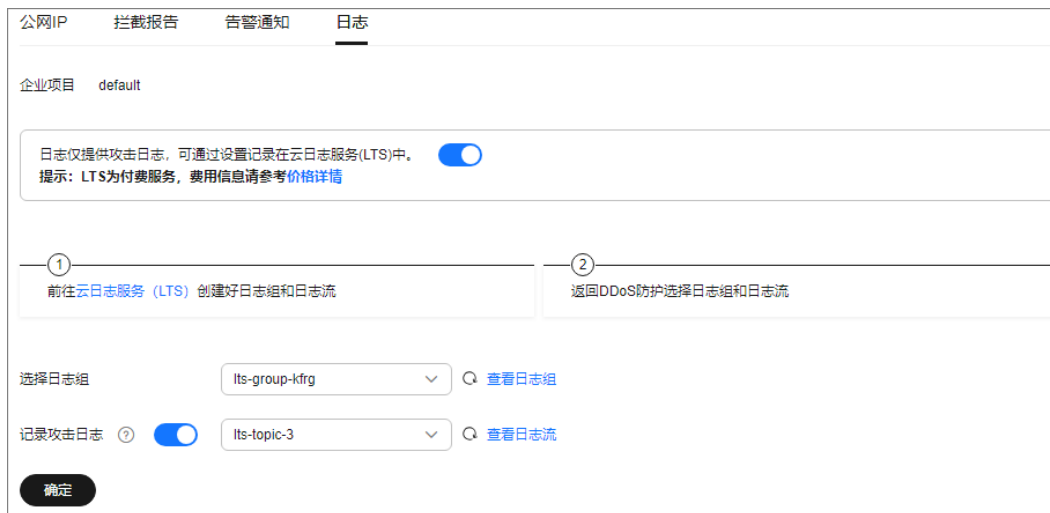 公网IP 拦截报告 告警通知 日志
企业项目 default
日志仅提供攻击日志，可通过设置记录在云日志服务(LTS)中。
提示：LTS为付费服务，费用信息请参考价格详情
1 2
前往云日志服务（LTS）创建好日志组和日志流 返回DDoS防护选择日志组和日志流
选择日志组 lts-group-kfrg 查看日志组
记录攻击日志 ? lts-topic-3 查看日志流
确定